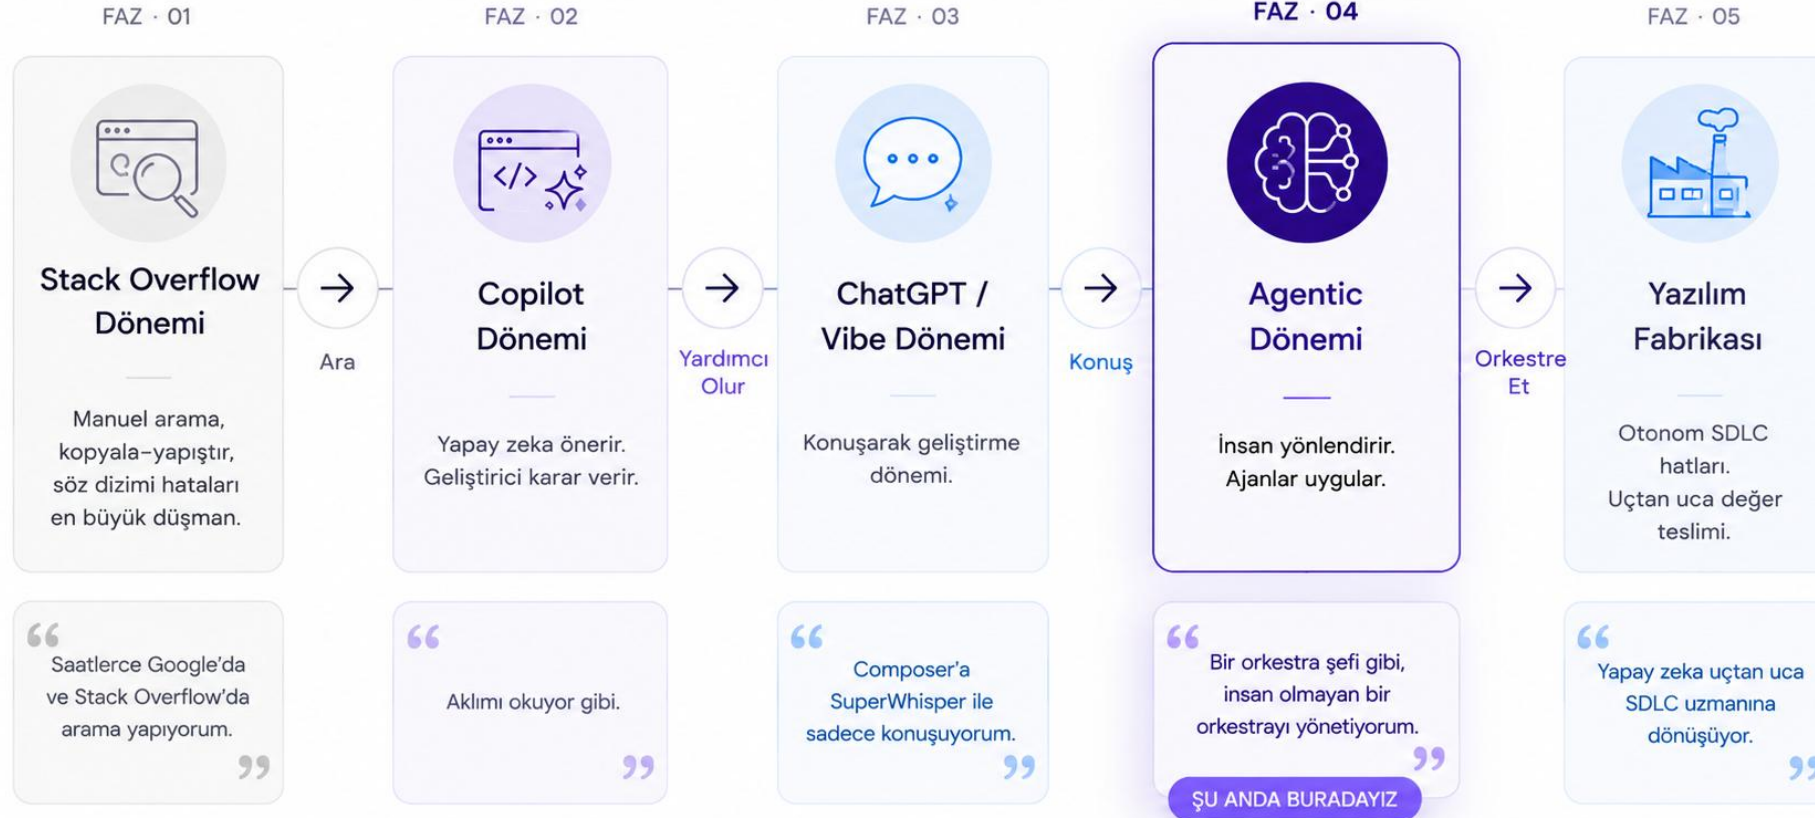 FAZ · 01
Stack Overflow
Dönemi
Manuel arama,
kopyala-yapıştır,
söz dizimi hataları
en büyük düşman.
“
Saatlerce Google'da
ve Stack Overflow'da
arama yapıyorum.
”
Ara
FAZ · 02
</>
Copilot
Dönemi
Yapay zeka önerir.
Geliştirici karar verir.
“
Aklımı okuyor gibi.
”
Yardımcı
Olur
FAZ · 03
ChatGPT /
Vibe Dönemi
Konuşarak geliştirme
dönemi.
“
Composer'a
SuperWhisper ile
sadece konuşuyorum.
”
Konuş
FAZ · 04
Agentic
Dönemi
İnsan yönlendirir.
Ajanlar uygular.
“
Bir orkestra şefi gibi,
insan olmayan bir
orkestrayı yönetiyorum.
”
ŞU ANDA BURADAYIZ
Orkestre
Et
FAZ · 05
Yazılım
Fabrikası
Otonom SDLC
hatları.
Uçtan uca değer
teslimi.
“
Yapay zeka uçtan uca
SDLC uzmanına
dönüşüyor.
”